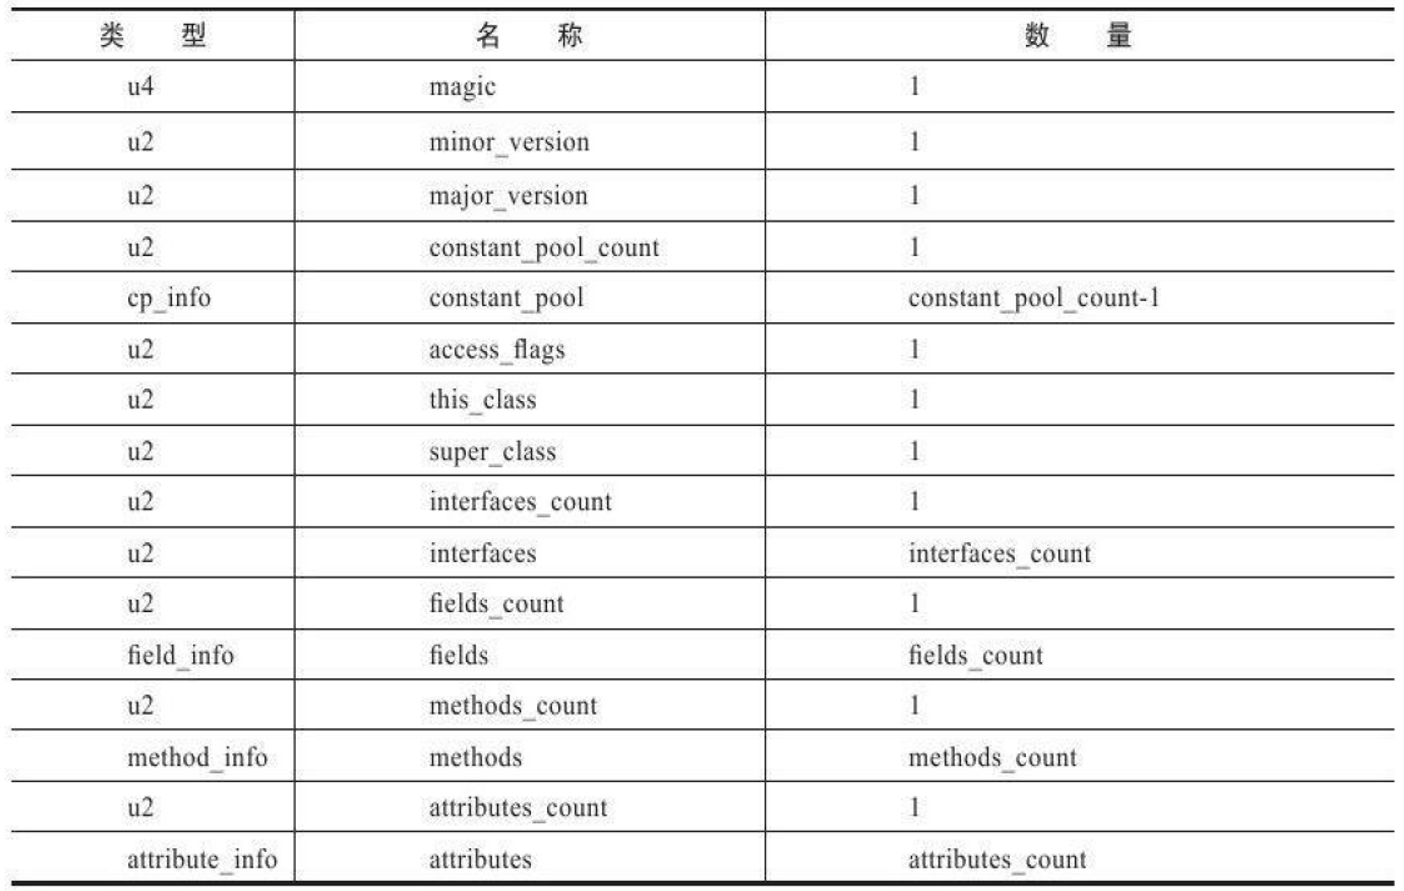 类 型 名 称 数 量
u4 magic 1
u2 minor_version 1
u2 major_version 1
u2 constant_pool_count 1
cp_info constant_pool constant_pool_count-1
u2 access_flags 1
u2 this_class 1
u2 super_class 1
u2 interfaces_count 1
u2 interfaces interfaces_count
u2 fields_count 1
field_info fields fields_count
u2 methods_count 1
method_info methods methods_count
u2 attributes_count 1
attribute_info attributes attributes_count